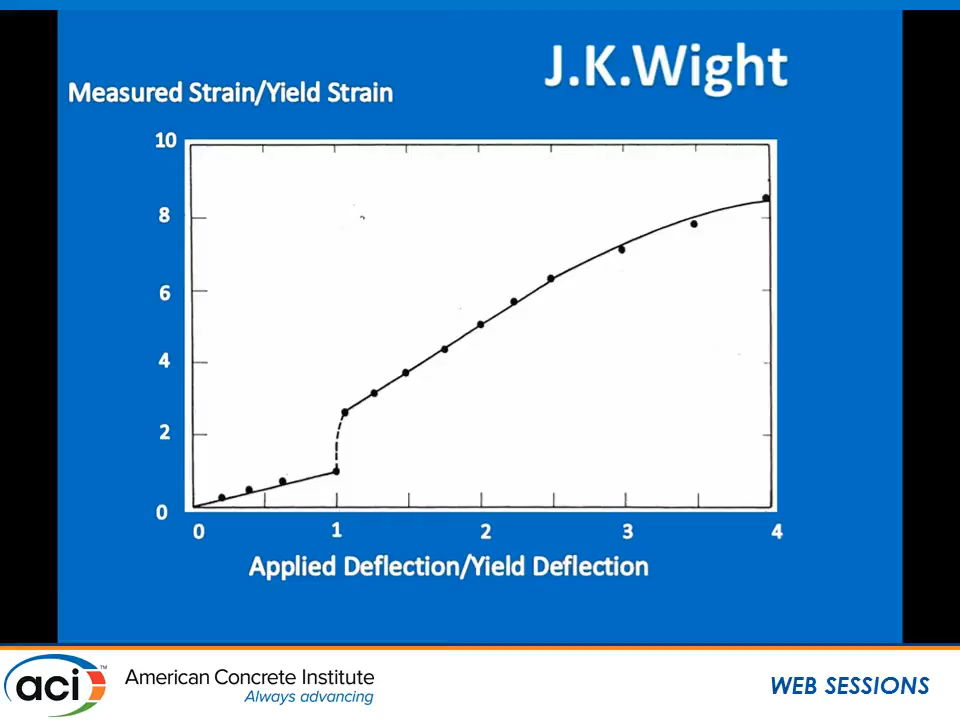 J.K.Wight
Measured Strain/Yield Strain
10
8
6
4
2
0
0 1 2 3 4
Applied Deflection/Yield Deflection
aci™ American Concrete Institute
Always advancing
WEB SESSIONS